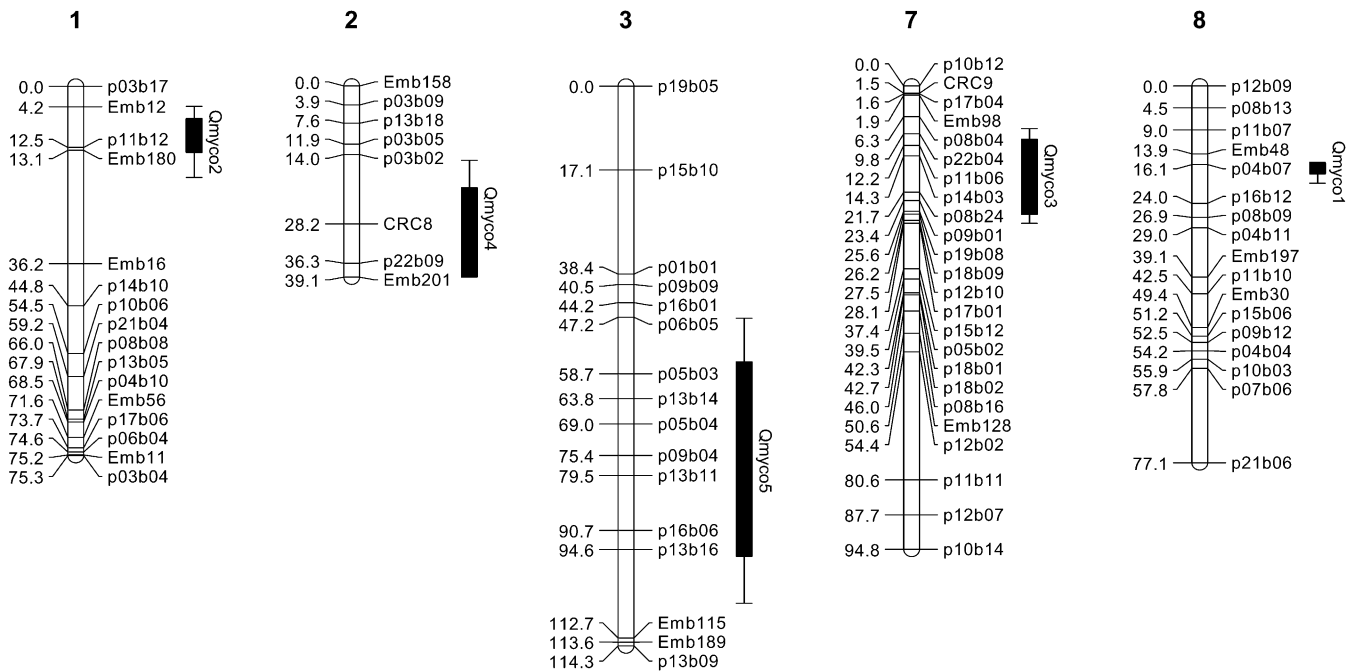 1
0.0 p03b17
4.2 Emb12
12.5 p11b12
13.1 Emb180
36.2 Emb16
44.8 p14b10
54.5 p10b06
59.2 p21b04
66.0 p08b08
67.9 p13b05
68.5 p04b10
71.6 Emb56
73.7 p17b06
74.6 p06b04
75.2 Emb11
75.3 p03b04
Qmyco2
2
0.0 Emb158
3.9 p03b09
7.6 p13b18
11.9 p03b05
14.0 p03b02
28.2 CRC8
36.3 p22b09
39.1 Emb201
Qmyco4
3
0.0 p19b05
17.1 p15b10
38.4 p01b01
40.5 p09b09
44.2 p16b01
47.2 p06b05
58.7 p05b03
63.8 p13b14
69.0 p05b04
75.4 p09b04
79.5 p13b11
90.7 p16b06
94.6 p13b16
112.7 Emb115
113.6 Emb189
114.3 p13b09
Qmyco5
7
0.0 p10b12
1.5 CRC9
1.6 p17b04
1.9 Emb98
6.3 p08b04
9.8 p22b04
12.2 p11b06
14.3 p14b03
21.7 p08b24
23.4 p09b01
25.6 p19b08
26.2 p18b09
27.5 p12b10
28.1 p17b01
37.4 p15b12
39.5 p05b02
42.3 p18b01
42.7 p18b02
46.0 p08b16
50.6 Emb128
54.4 p12b02
80.6 p11b11
87.7 p12b07
94.8 p10b14
Qmyco3
8
0.0 p12b09
4.5 p08b13
9.0 p11b07
13.9 Emb48
16.1 p04b07
24.0 p16b12
26.9 p08b09
29.0 p04b11
39.1 Emb197
42.5 p11b10
49.4 Emb30
51.2 p15b06
52.5 p09b12
54.2 p04b04
55.9 p10b03
57.8 p07b06
77.1 p21b06
Qmyco1